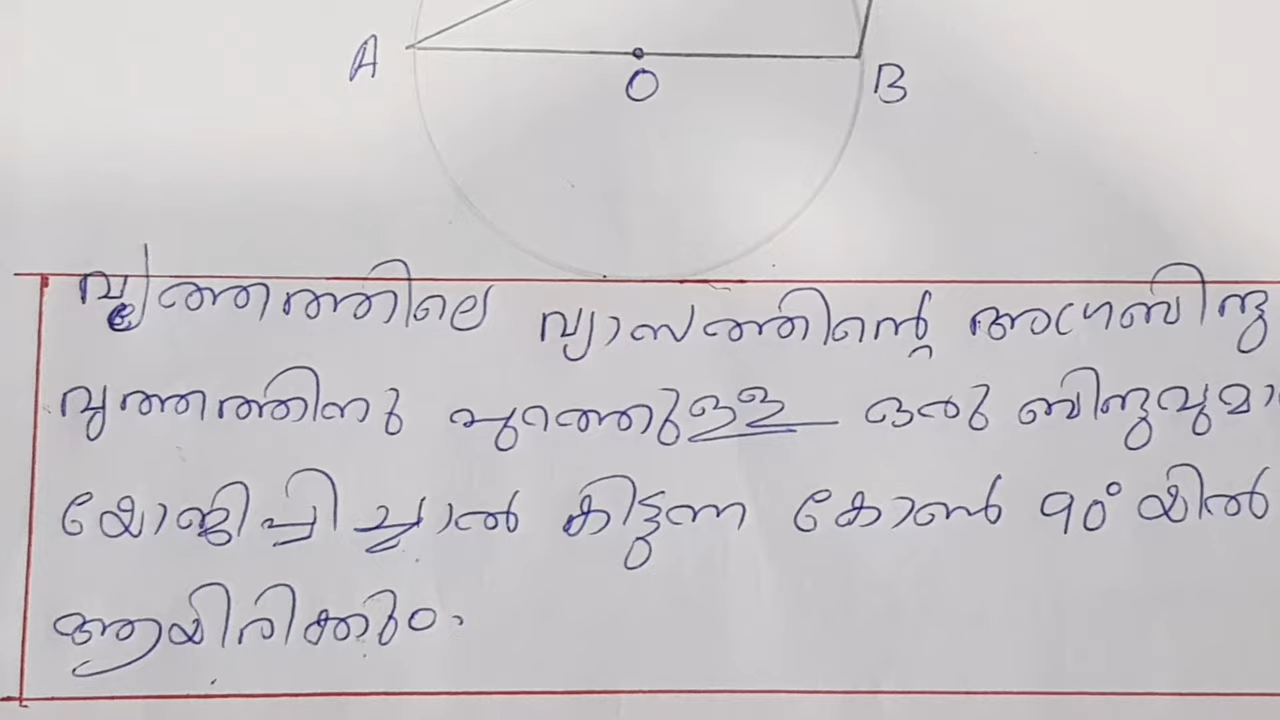 A
O
B
വൃത്തത്തിലെ വ്യാസത്തിന്റെ അഗ്രബിന്ദു
വൃത്തത്തിനു പുറത്തുള്ള ഒരു ബിന്ദുവുമാ
യോജിപ്പിച്ചാൽ കിട്ടുന്ന കോൺ 90° യിൽ
ആയിരിക്കും.